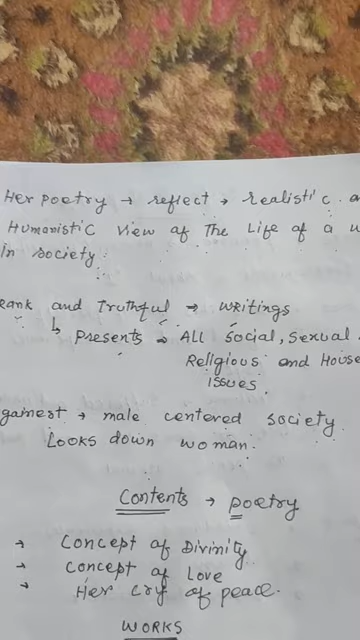 Her poetry → reflect → realistic a
Humanistic view of The Life of a w
in society.
rank and Truthful → writings
↳ presents → All social, sexual.
Religious and House
issues.
gainest → male centered society.
Looks down woman.
Contents → poetry
→ Concept of Divinity
→ Concept of Love
→ Her cry of peace.
WORKS